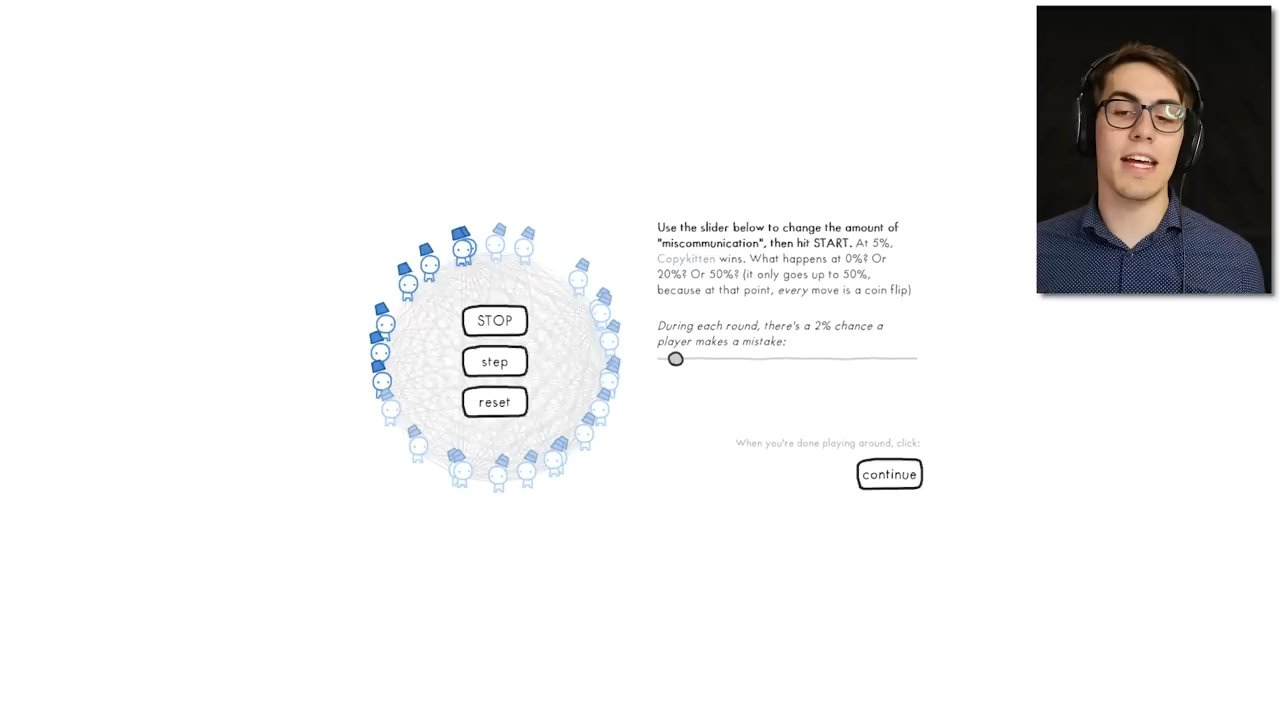 Use the slider below to change the amount of
"miscommunication", then hit START. At 5%,
Copykitten wins. What happens at 0%? Or
20%? Or 50%? (it only goes up to 50%,
because at that point, every move is a coin flip)
During each round, there's a 2% chance a
player makes a mistake:
STOP
step
reset
When you're done playing around, click:
continue